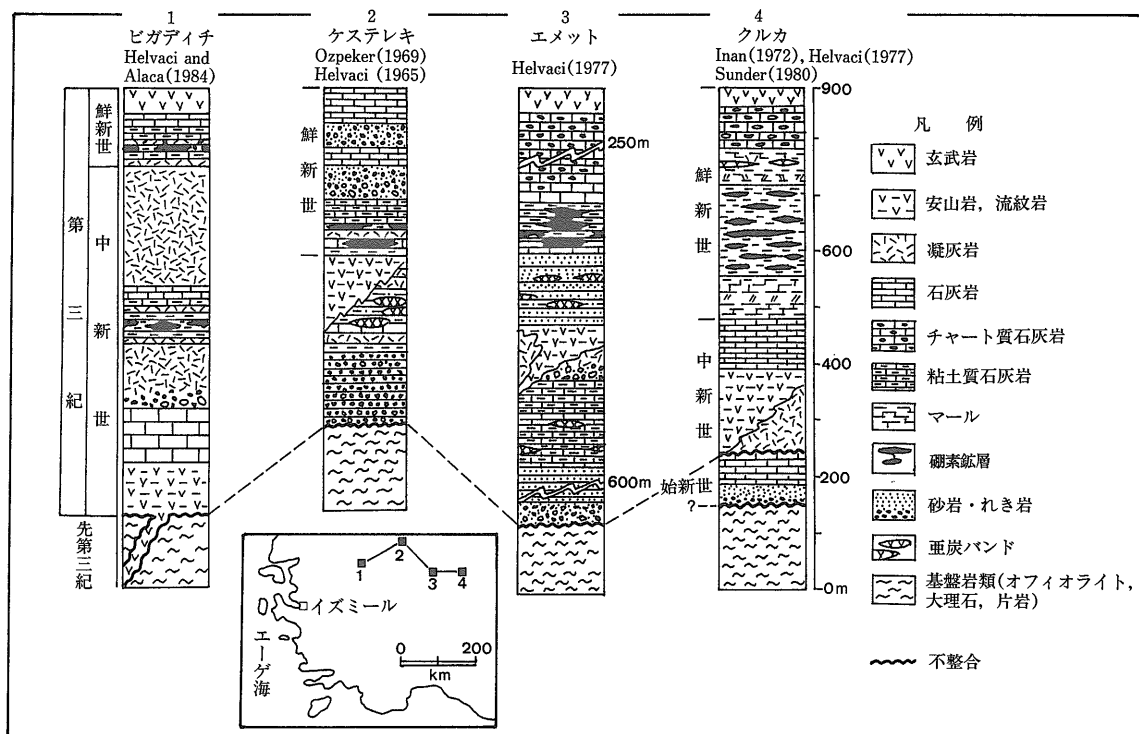 1
ビガディチ
Helvaci and
Alaca(1984)
2
ケステレキ
Ozpeker(1969)
Helvaci (1965)
3
エメット
Helvaci(1977)
4
クルカ
Inan(1972), Helvaci(1977)
Sunder(1980)
第三紀
鮮新世
中新世
先第三紀
鮮新世
250m
600m
鮮新世
中新世
始新世
?
900
600
400
200
0m
凡 例
玄武岩
安山岩，流紋岩
凝灰岩
石灰岩
チャート質石灰岩
粘土質石灰岩
マール
硼素鉱層
砂岩・れき岩
亜炭バンド
基盤岩類(オフィオライト，
大理石，片岩)
不整合
1
2
3
4
イズミール
エーゲ海
0 200
km